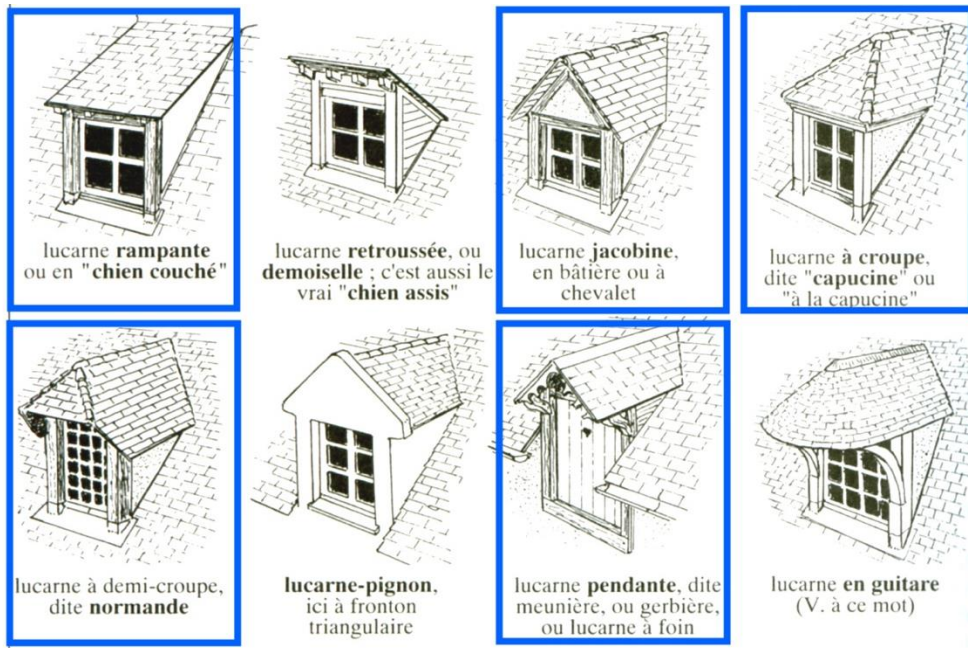 lucarne rampante
ou en "chien couché"
lucarne retroussée, ou
demoiselle ; c'est aussi le
vrai "chien assis"
lucarne jacobine,
en bâtière ou à
chevalet
lucarne à croupe,
dite "capucine" ou
"à la capucine"
lucarne à demi-croupe,
dite normande
lucarne-pignon,
ici à fronton
triangulaire
lucarne pendante, dite
meunière, ou gerbière,
ou lucarne à foin
lucarne en guitare
(V. à ce mot)